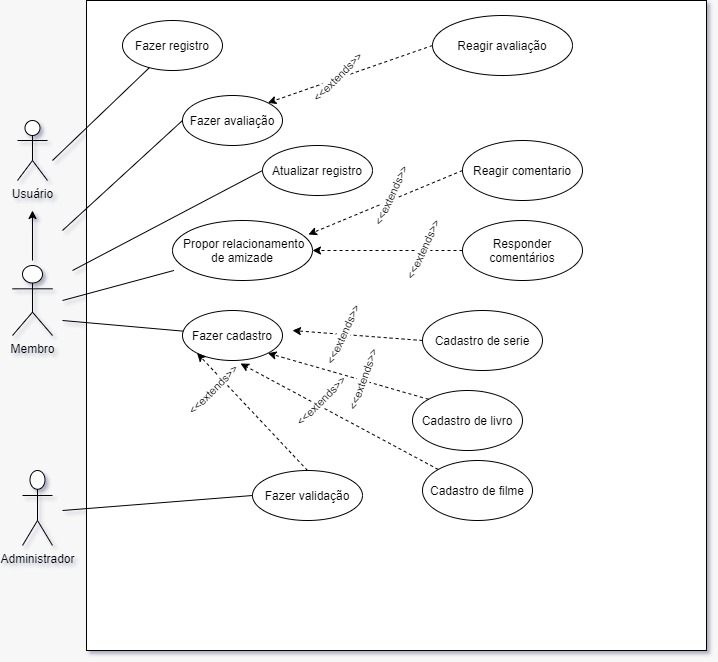 Fazer registro
Reagir avaliação
<<extends>>
Fazer avaliação
Usuário
Atualizar registro
Reagir comentario
<<extends>>
Propor relacionamento
de amizade
Responder
comentários
<<extends>>
Membro
Fazer cadastro
<<extends>>
Cadastro de serie
<<extends>>
<<extends>>
<<extends>>
Cadastro de livro
Cadastro de filme
Fazer validação
Administrador